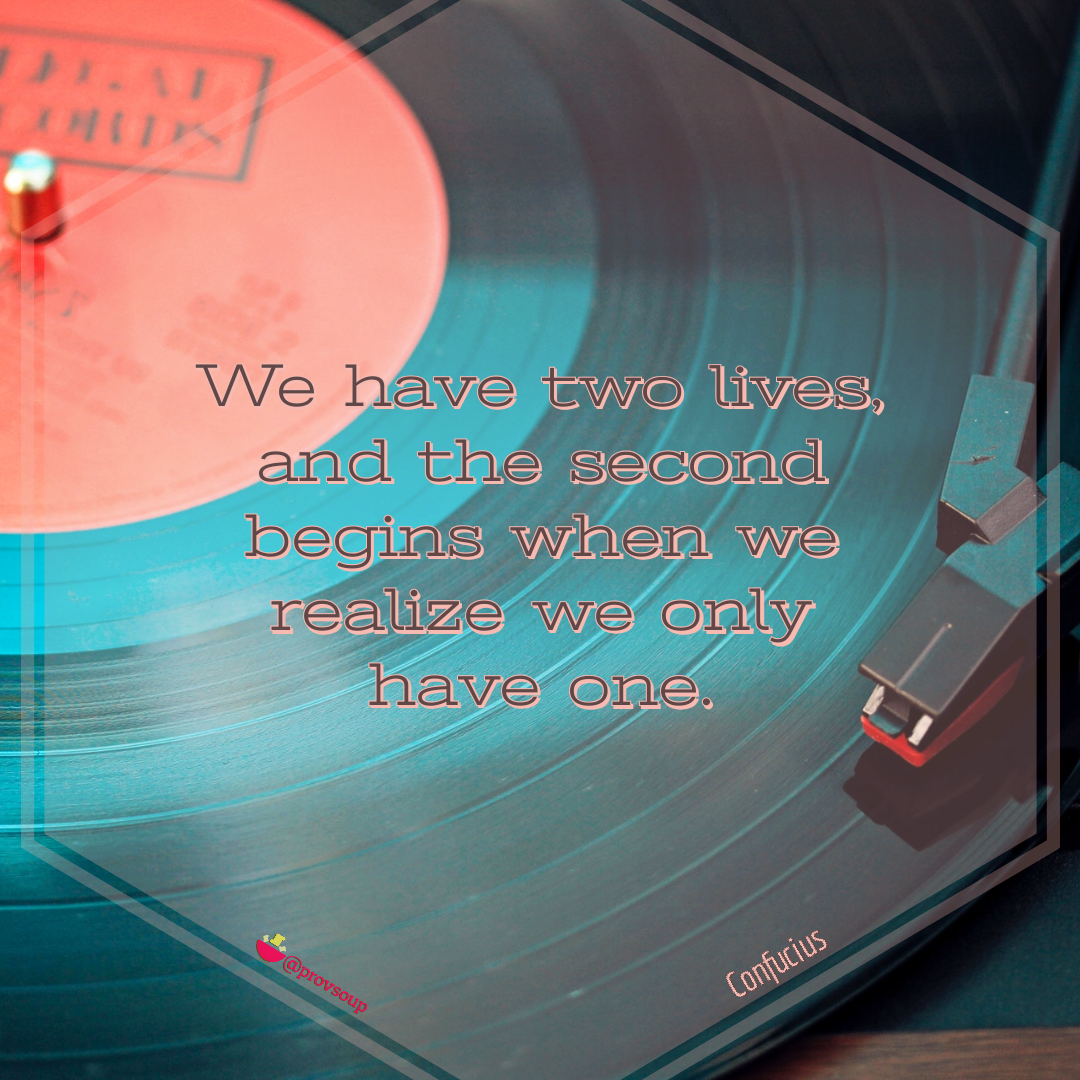 We have two lives,
and the second
begins when we
realize we only
have one.
@provsoup
Confucius